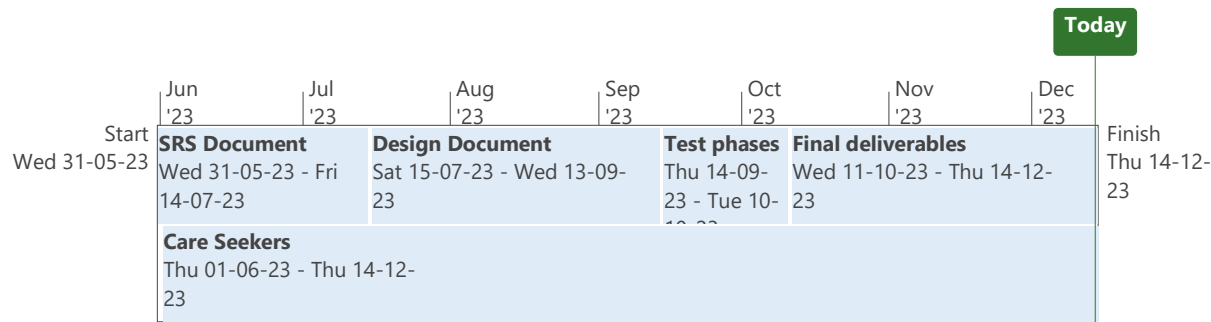 Today
Jun '23
Jul '23
Aug '23
Sep '23
Oct '23
Nov '23
Dec '23
Start
Wed 31-05-23
SRS Document
Wed 31-05-23 - Fri
14-07-23
Design Document
Sat 15-07-23 - Wed 13-09-
23
Test phases
Thu 14-09-
23 - Tue 10-
Final deliverables
Wed 11-10-23 - Thu 14-12-
23
Finish
Thu 14-12-
23
Care Seekers
Thu 01-06-23 - Thu 14-12-
23